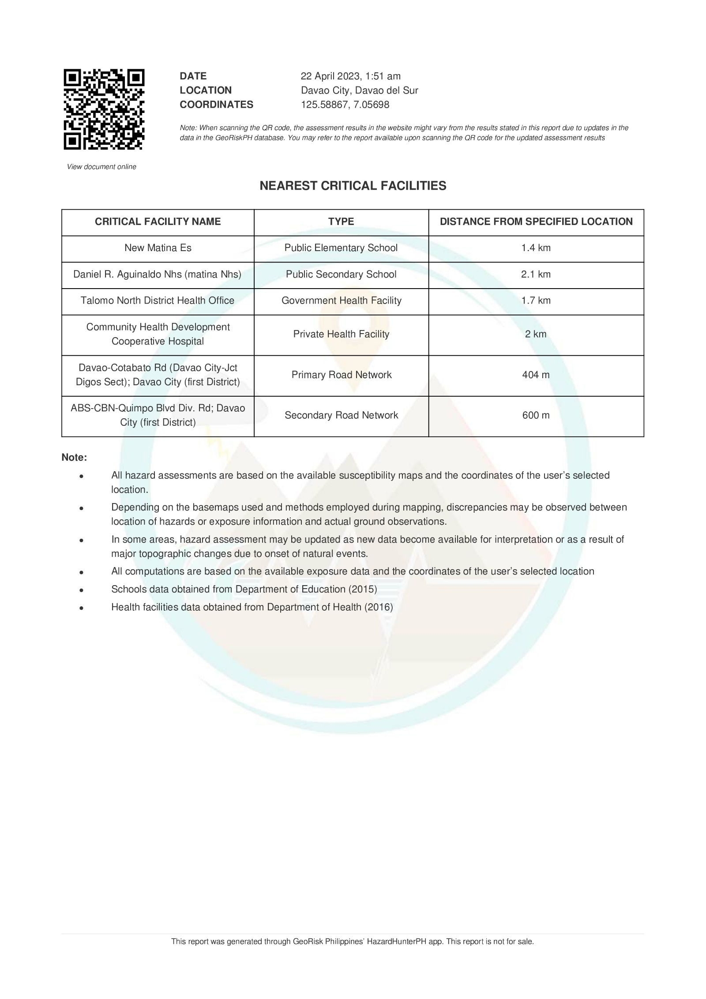 DATE 22 April 2023, 1:51 am
LOCATION Davao City, Davao del Sur
COORDINATES 125.58867, 7.05698
Note: When scanning the QR code, the assessment results in the website might vary from the results stated in this report due to updates in the
data in the GeoRiskPH database. You may refer to the report available upon scanning the QR code for the updated assessment results
View document online
NEAREST CRITICAL FACILITIES
CRITICAL FACILITY NAME TYPE DISTANCE FROM SPECIFIED LOCATION
New Matina Es Public Elementary School 1.4 km
Daniel R. Aguinaldo Nhs (matina Nhs) Public Secondary School 2.1 km
Talomo North District Health Office Government Health Facility 1.7 km
Community Health Development
Cooperative Hospital Private Health Facility 2 km
Davao-Cotabato Rd (Davao City-Jct
Digos Sect); Davao City (first District) Primary Road Network 404 m
ABS-CBN-Quimpo Blvd Div. Rd; Davao
City (first District) Secondary Road Network 600 m
Note:
• All hazard assessments are based on the available susceptibility maps and the coordinates of the user’s selected
location.
• Depending on the basemaps used and methods employed during mapping, discrepancies may be observed between
location of hazards or exposure information and actual ground observations.
• In some areas, hazard assessment may be updated as new data become available for interpretation or as a result of
major topographic changes due to onset of natural events.
• All computations are based on the available exposure data and the coordinates of the user’s selected location
• Schools data obtained from Department of Education (2015)
• Health facilities data obtained from Department of Health (2016)
This report was generated through GeoRisk Philippines’ HazardHunterPH app. This report is not for sale.